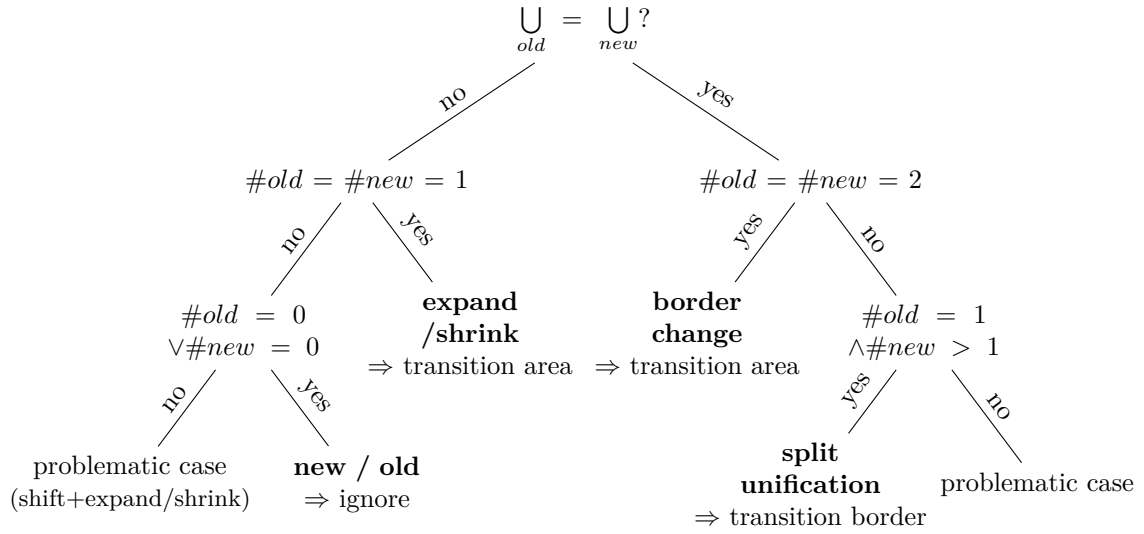 ⋃ = ⋃ ?
old new
no
yes
#old = #new = 1
#old = #new = 2
no
yes
yes
no
#old = 0
∨#new = 0
expand
/shrink
⇒ transition area
border
change
⇒ transition area
#old = 1
∧#new > 1
no
yes
yes
no
problematic case
(shift+expand/shrink)
new / old
⇒ ignore
split
unification
⇒ transition border
problematic case